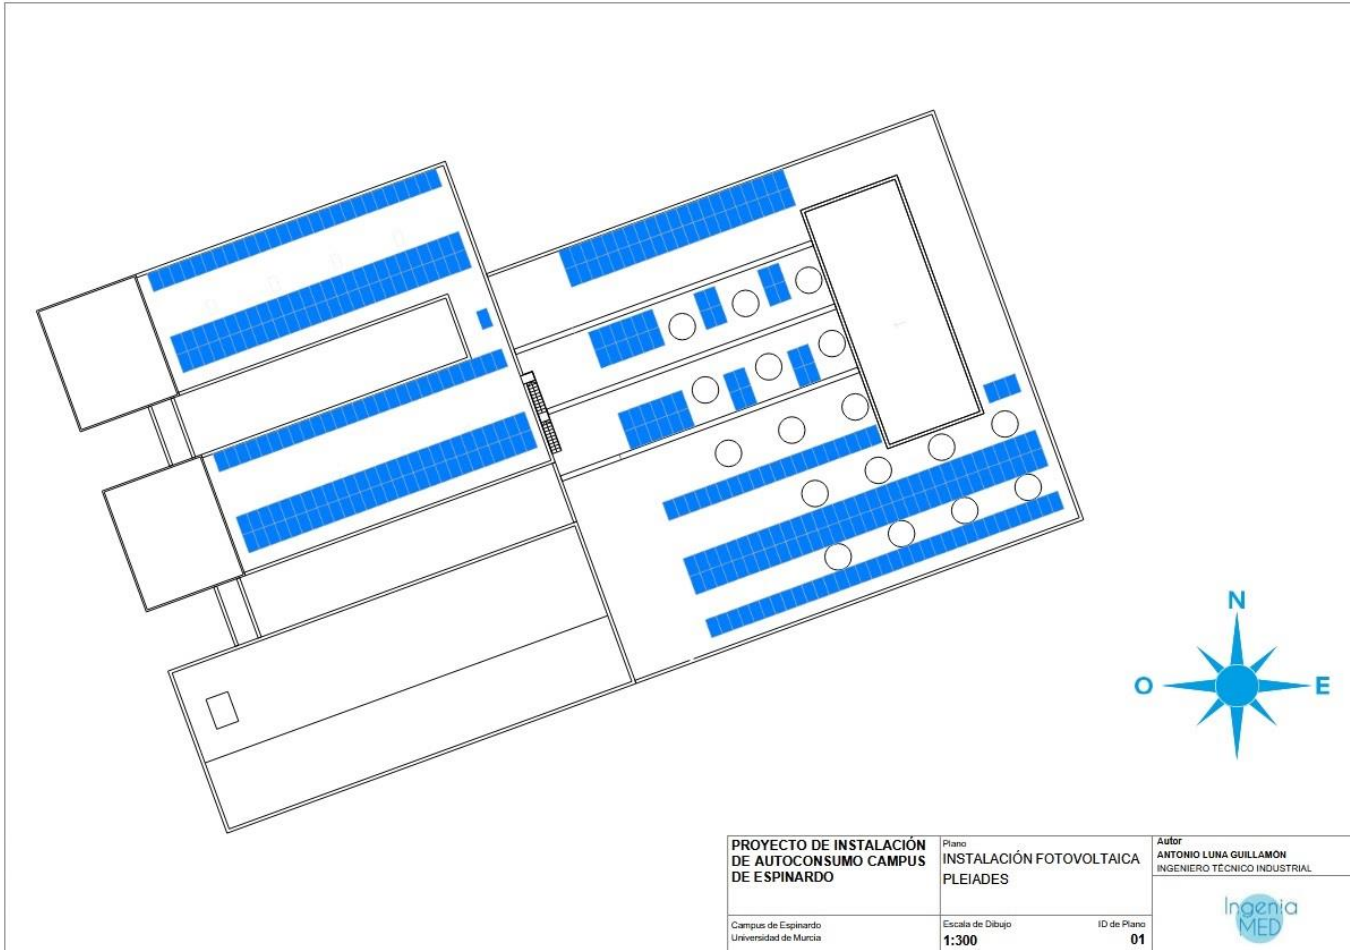 N
O
E
PROYECTO DE INSTALACIÓN
DE AUTOCONSUMO CAMPUS
DE ESPINARDO
Plano
INSTALACIÓN FOTOVOLTAICA
PLEIADES
Autor
ANTONIO LUNA GUILLAMÓN
INGENIERO TÉCNICO INDUSTRIAL
Campus de Espinardo
Universidad de Murcia
Escala de Dibujo
1:300
ID de Plano
01
Ingenia
MED